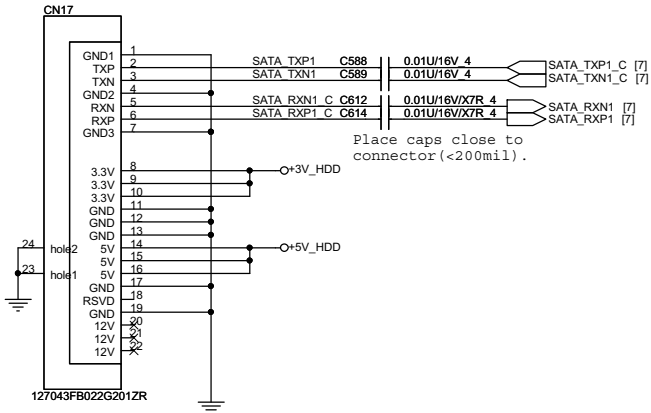 CN17
GND1 1
TXP 2 SATA_TXP1 C588 0.01U/16V_4 SATA_TXP1_C [7]
TXN 3 SATA_TXN1 C589 0.01U/16V_4 SATA_TXN1_C [7]
GND2 4
RXN 5 SATA_RXN1_C C612 0.01U/16V/X7R_4 SATA_RXN1 [7]
RXP 6 SATA_RXP1_C C614 0.01U/16V/X7R_4 SATA_RXP1 [7]
GND3 7
Place caps close to
connector(<200mil).
3.3V 8 +3V_HDD
3.3V 9
3.3V 10
GND 11
GND 12
GND 13
24 hole2 5V 14 +5V_HDD
5V 15
23 hole1 5V 16
GND 17
RSVD 18
GND 19
12V 20
12V 21
12V 22
127043FB022G201ZR